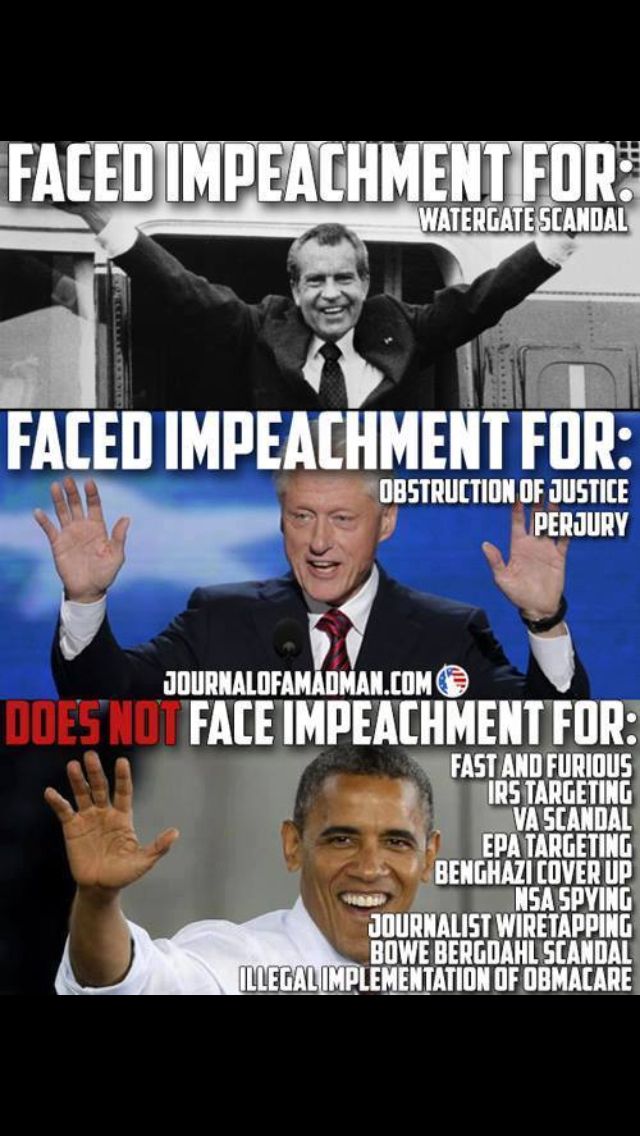 FACED IMPEACHMENT FOR:
WATERGATE SCANDAL
FACED IMPEACHMENT FOR:
OBSTRUCTION OF JUSTICE
PERJURY
JOURNALOFAMADMAN.COM
DOES NOT FACE IMPEACHMENT FOR:
FAST AND FURIOUS
IRS TARGETING
VA SCANDAL
EPA TARGETING
BENGHAZI COVER UP
NSA SPYING
JOURNALIST WIRETAPPING
BOWE BERGDAHL SCANDAL
ILLEGAL IMPLEMENTATION OF OBMACARE